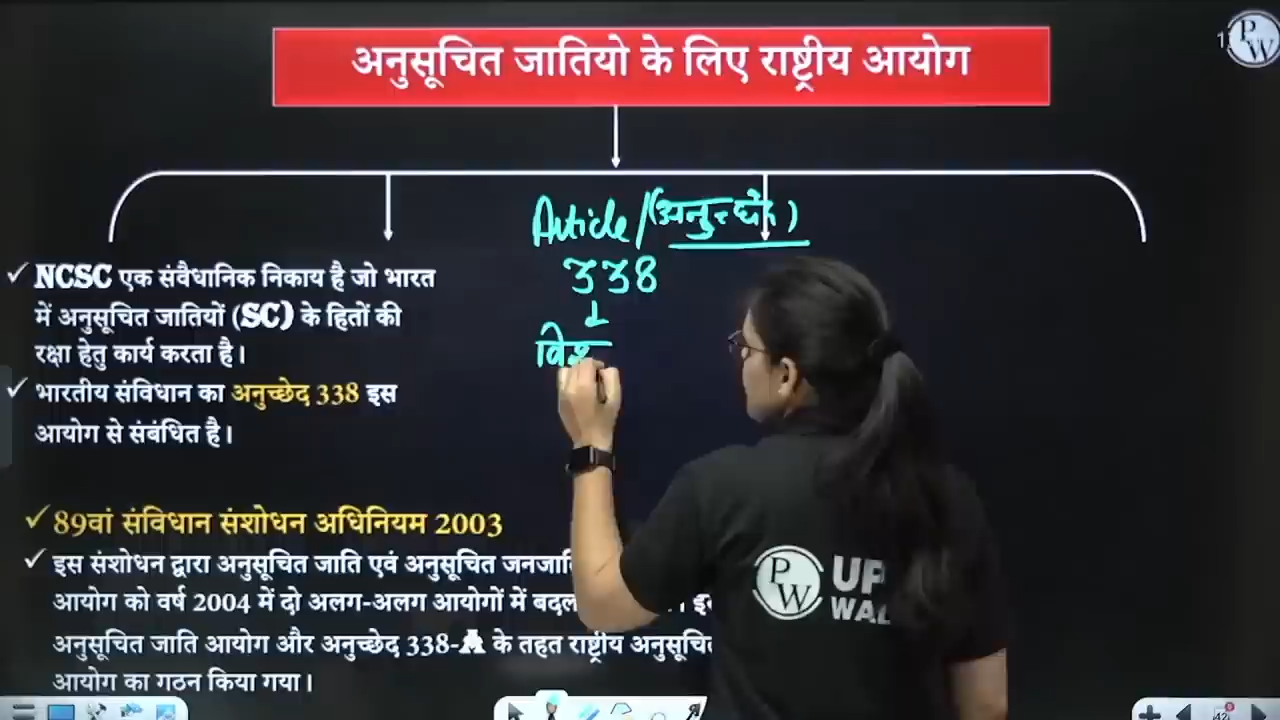 अनुसूचित जातियो के लिए राष्ट्रीय आयोग
PW
Article/(अनुच्छेद)
338
NCSC एक संवैधानिक निकाय है जो भारत
में अनुसूचित जातियों (SC) के हितों की
रक्षा हेतु कार्य करता है।
भारतीय संविधान का अनुच्छेद 338 इस
आयोग से संबंधित है।
89वां संविधान संशोधन अधिनियम 2003
इस संशोधन द्वारा अनुसूचित जाति एवं अनुसूचित
आयोग को वर्ष 2004 में दो अलग-अलग आयोगों में
अनुसूचित जाति आयोग और अनुच्छेद 338-A के तहत राष्ट्रीय
आयोग का गठन किया गया।
PW UP
WAL